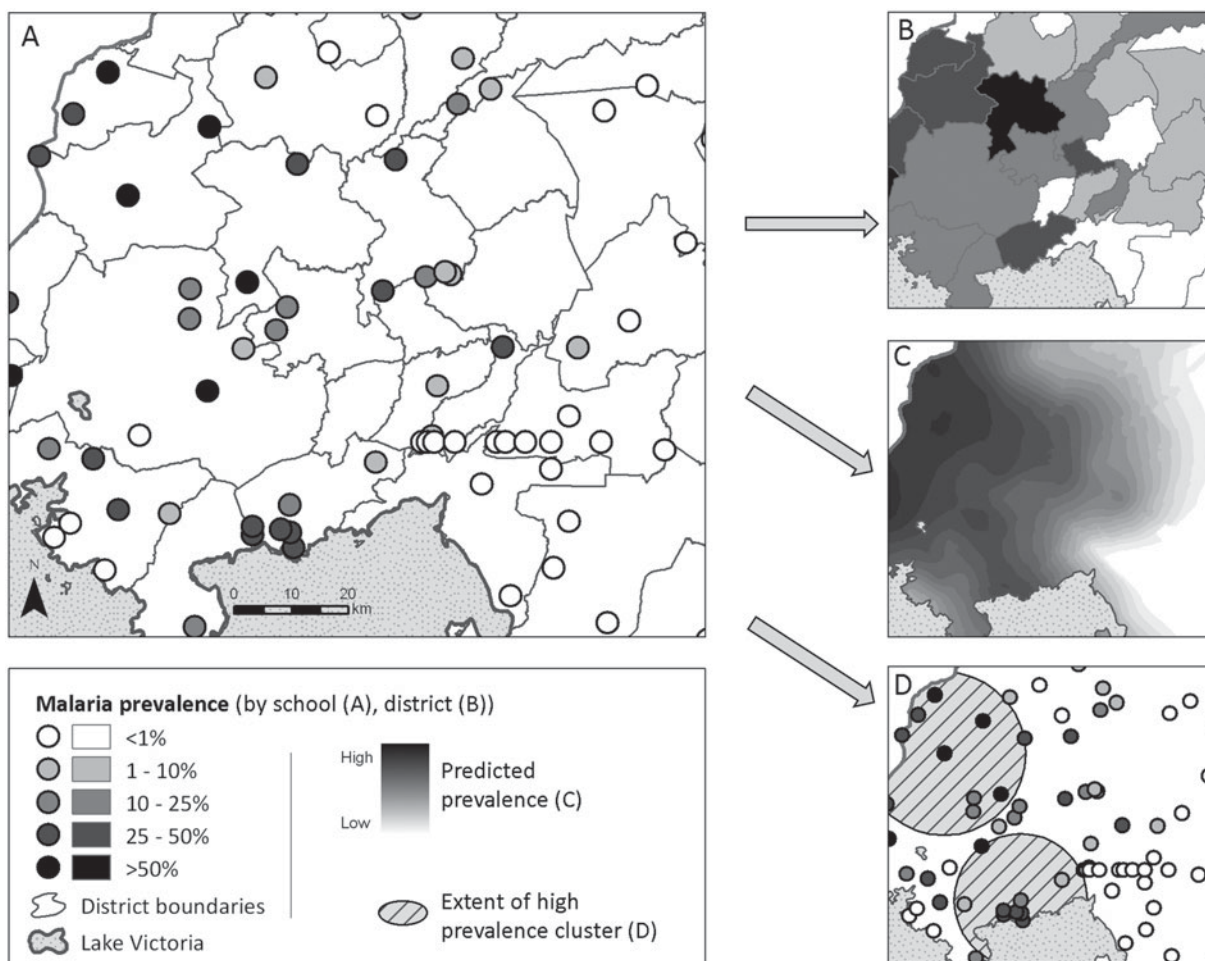 A
N
0 10 20
km
Malaria prevalence (by school (A), district (B))
<1%
1 - 10%
10 - 25%
25 - 50%
>50%
District boundaries
Lake Victoria
High
Low
Predicted
prevalence (C)
Extent of high
prevalence cluster (D)
B
C
D